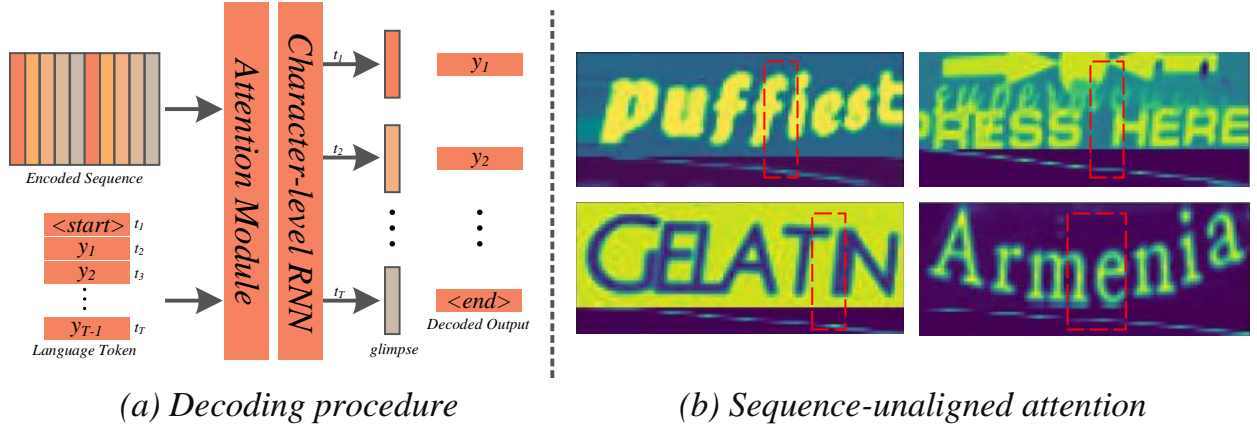 Encoded Sequence
<start> t1
y1 t2
y2 t3
yT-1 tT
Language Token
Attention Module
Character-level RNN
t1
t2
tT
glimpse
y1
y2
<end>
Decoded Output
(a) Decoding procedure
puffiest
PRESS HERE
GELATIN
Armenia
(b) Sequence-unaligned attention